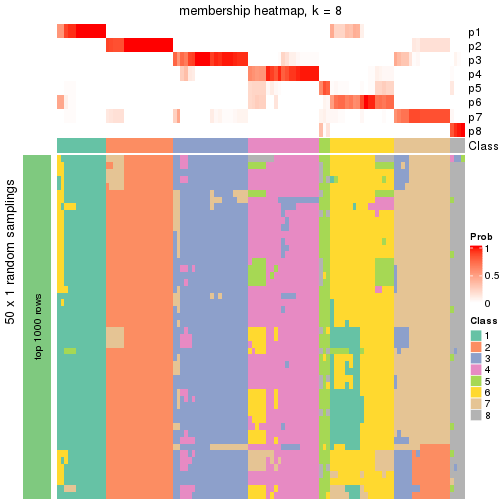 membership heatmap, k = 8
p1
p2
p3
p4
p5
p6
p7
p8
Class
50 x 1 random samplings
top 1000 rows
Prob
1
0.5
0
Class
1
2
3
4
5
6
7
8